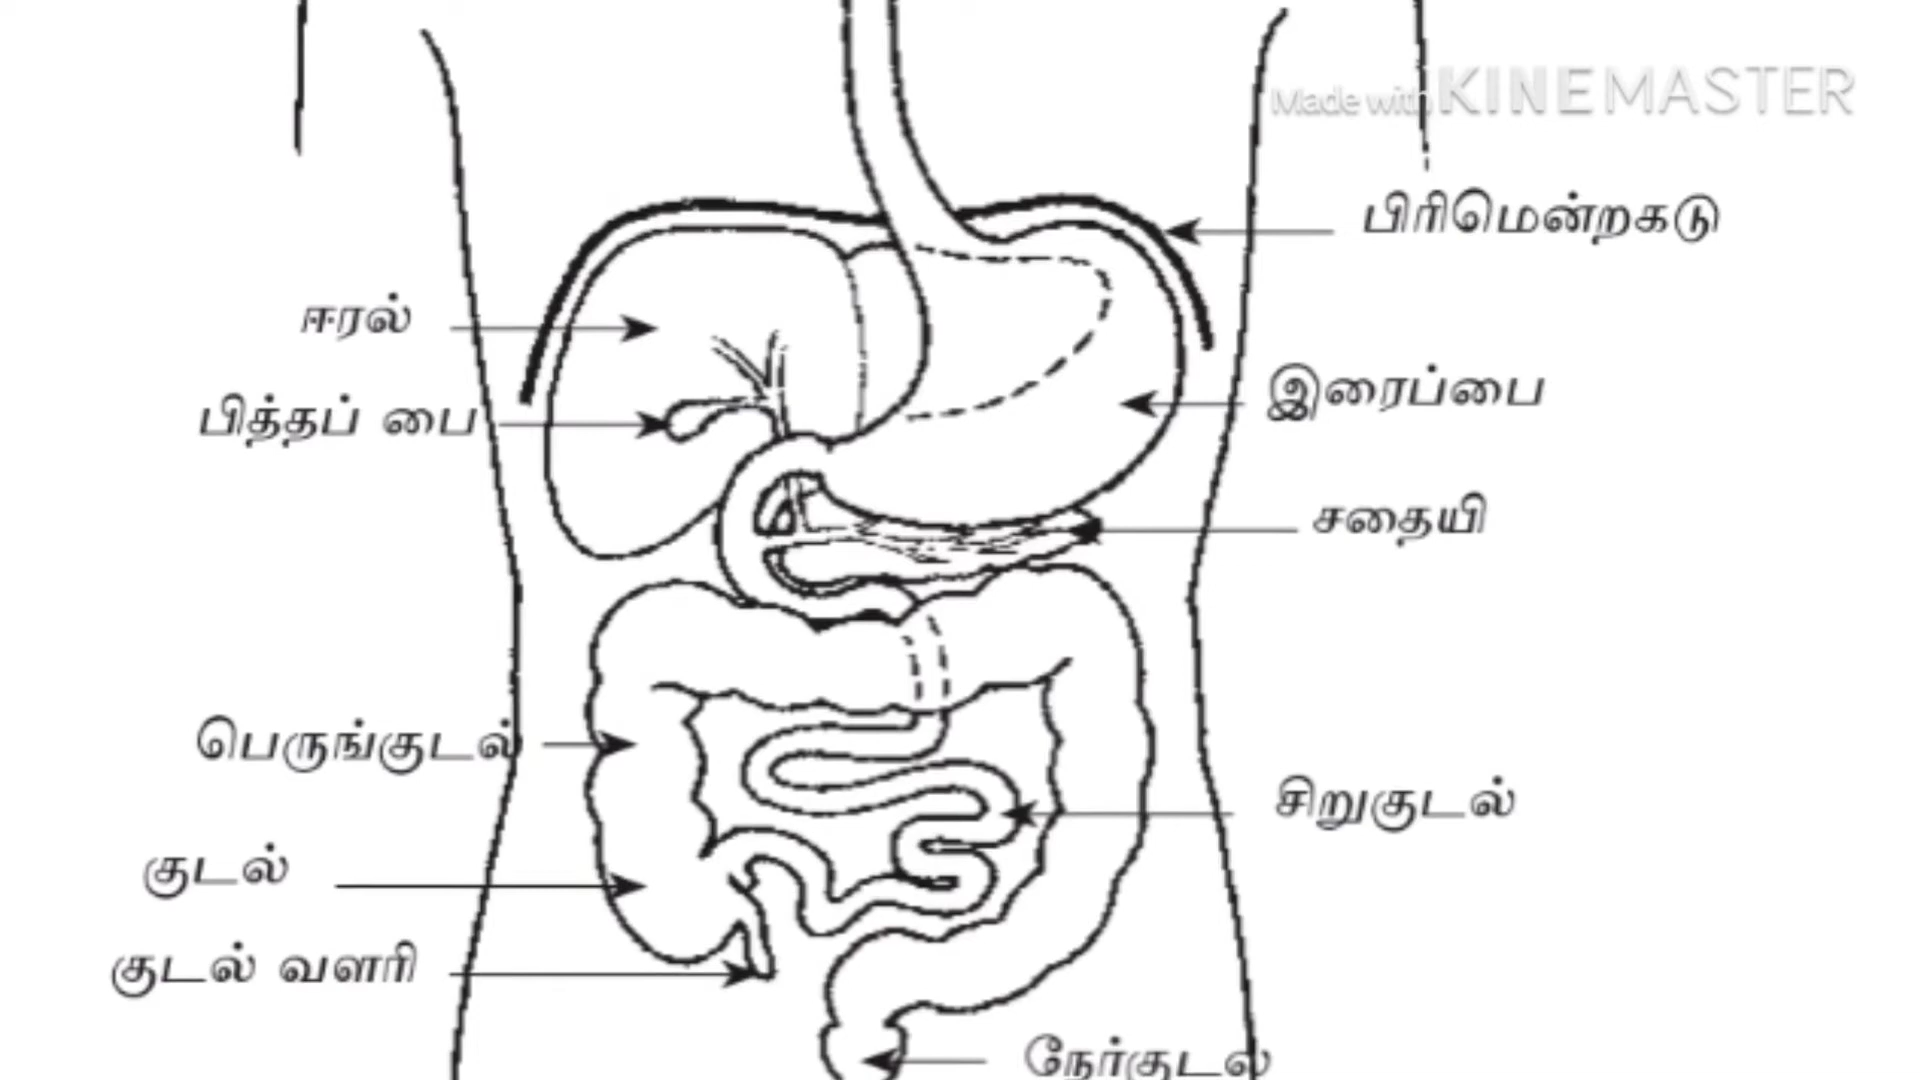 Made with KINEMASTER
பிரிமென்றகடு
ஈரல்
இரைப்பை
பித்தப் பை
சதையி
பெருங்குடல்
சிறுகுடல்
குடல்
குடல் வளரி
நேர்குடல்